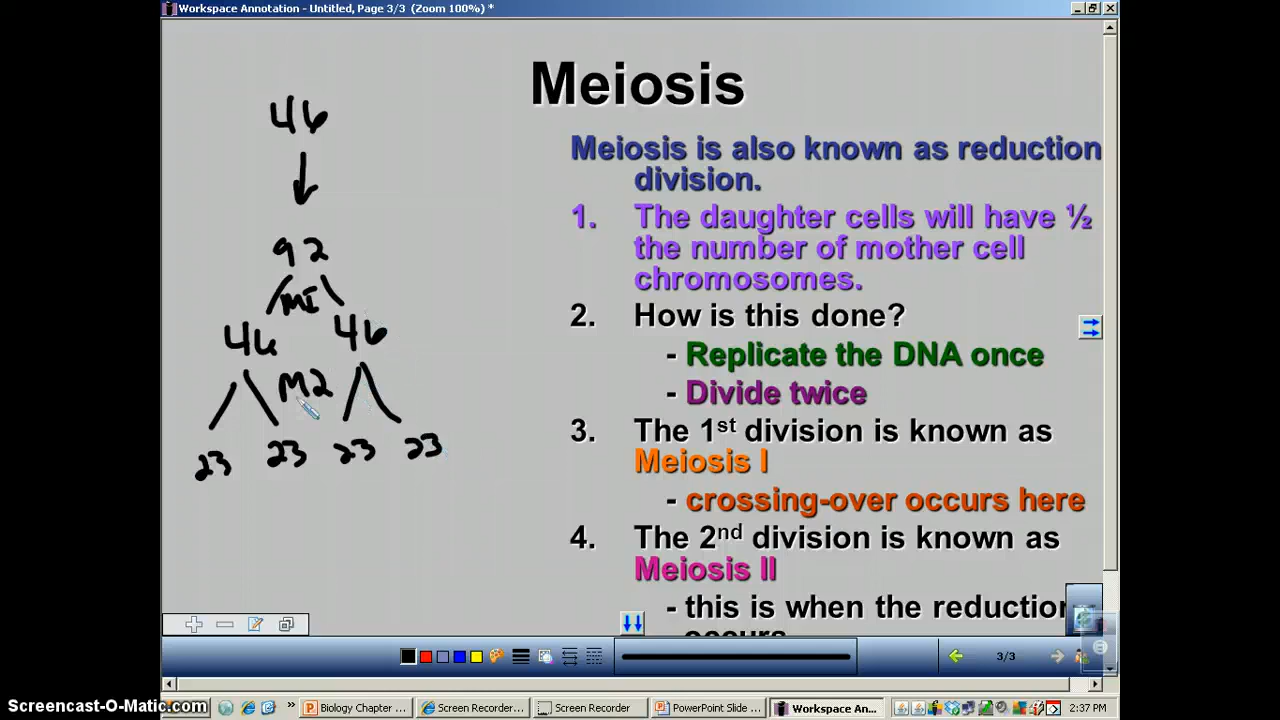 Workspace Annotation - Untitled, Page 3/3 (Zoom 100%) *
46
92
MI
46 46
M2
23 23 23 23
Meiosis
Meiosis is also known as reduction
division.
1. The daughter cells will have ½
the number of mother cell
chromosomes.
2. How is this done?
- Replicate the DNA once
- Divide twice
3. The 1st division is known as
Meiosis I
- crossing-over occurs here
4. The 2nd division is known as
Meiosis II
- this is when the reduction
occurs
3/3
Screencast-O-Matic.com
Biology Chapter ...
Screen Recorder...
Screen Recorder
PowerPoint Slide ...
Workspace An...
2:37 PM